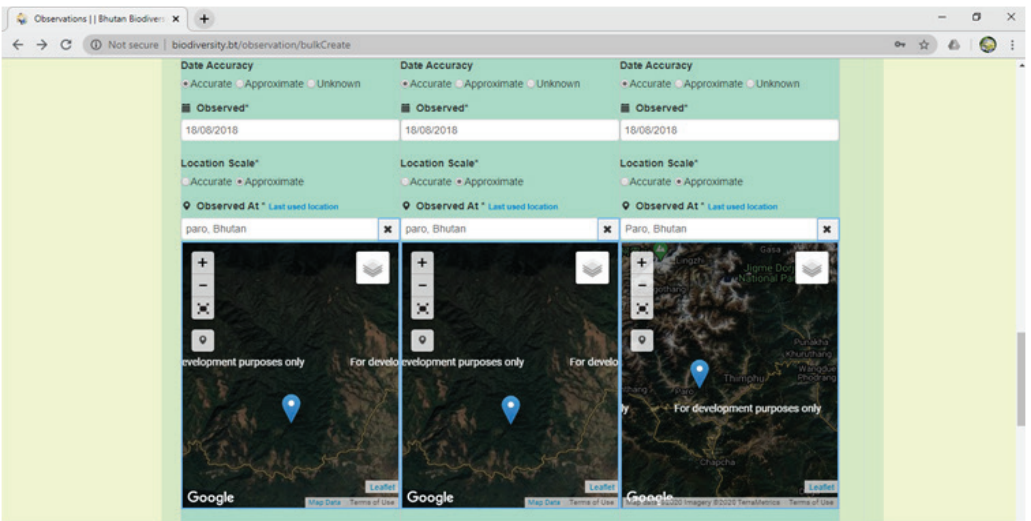 Observations || Bhutan Biodivers
Not secure | biodiversity.bt/observation/bulkCreate
Date Accuracy Date Accuracy Date Accuracy
Accurate Approximate Unknown Accurate Approximate Unknown Accurate Approximate Unknown
Observed* Observed* Observed*
18/08/2018 18/08/2018 18/08/2018
Location Scale* Location Scale* Location Scale*
Accurate Approximate Accurate Approximate Accurate Approximate
Observed At * Last used location Observed At * Last used location Observed At * Last used location
paro, Bhutan paro, Bhutan Paro, Bhutan
Gasa
Lingzhi
Jigme Dorj
National Pa
Punakha
Khuruthang
evelopment purposes only For develo evelopment purposes only For develo
Wangdue
Phodrang
Thimphu
Paro
For development purposes only
Chapcha
Leaflet Leaflet Leaflet
Google Google Google
Map Data Terms of Use Map Data Terms of Use Map data ©2020 Imagery ©2020 TerraMetrics Terms of Use